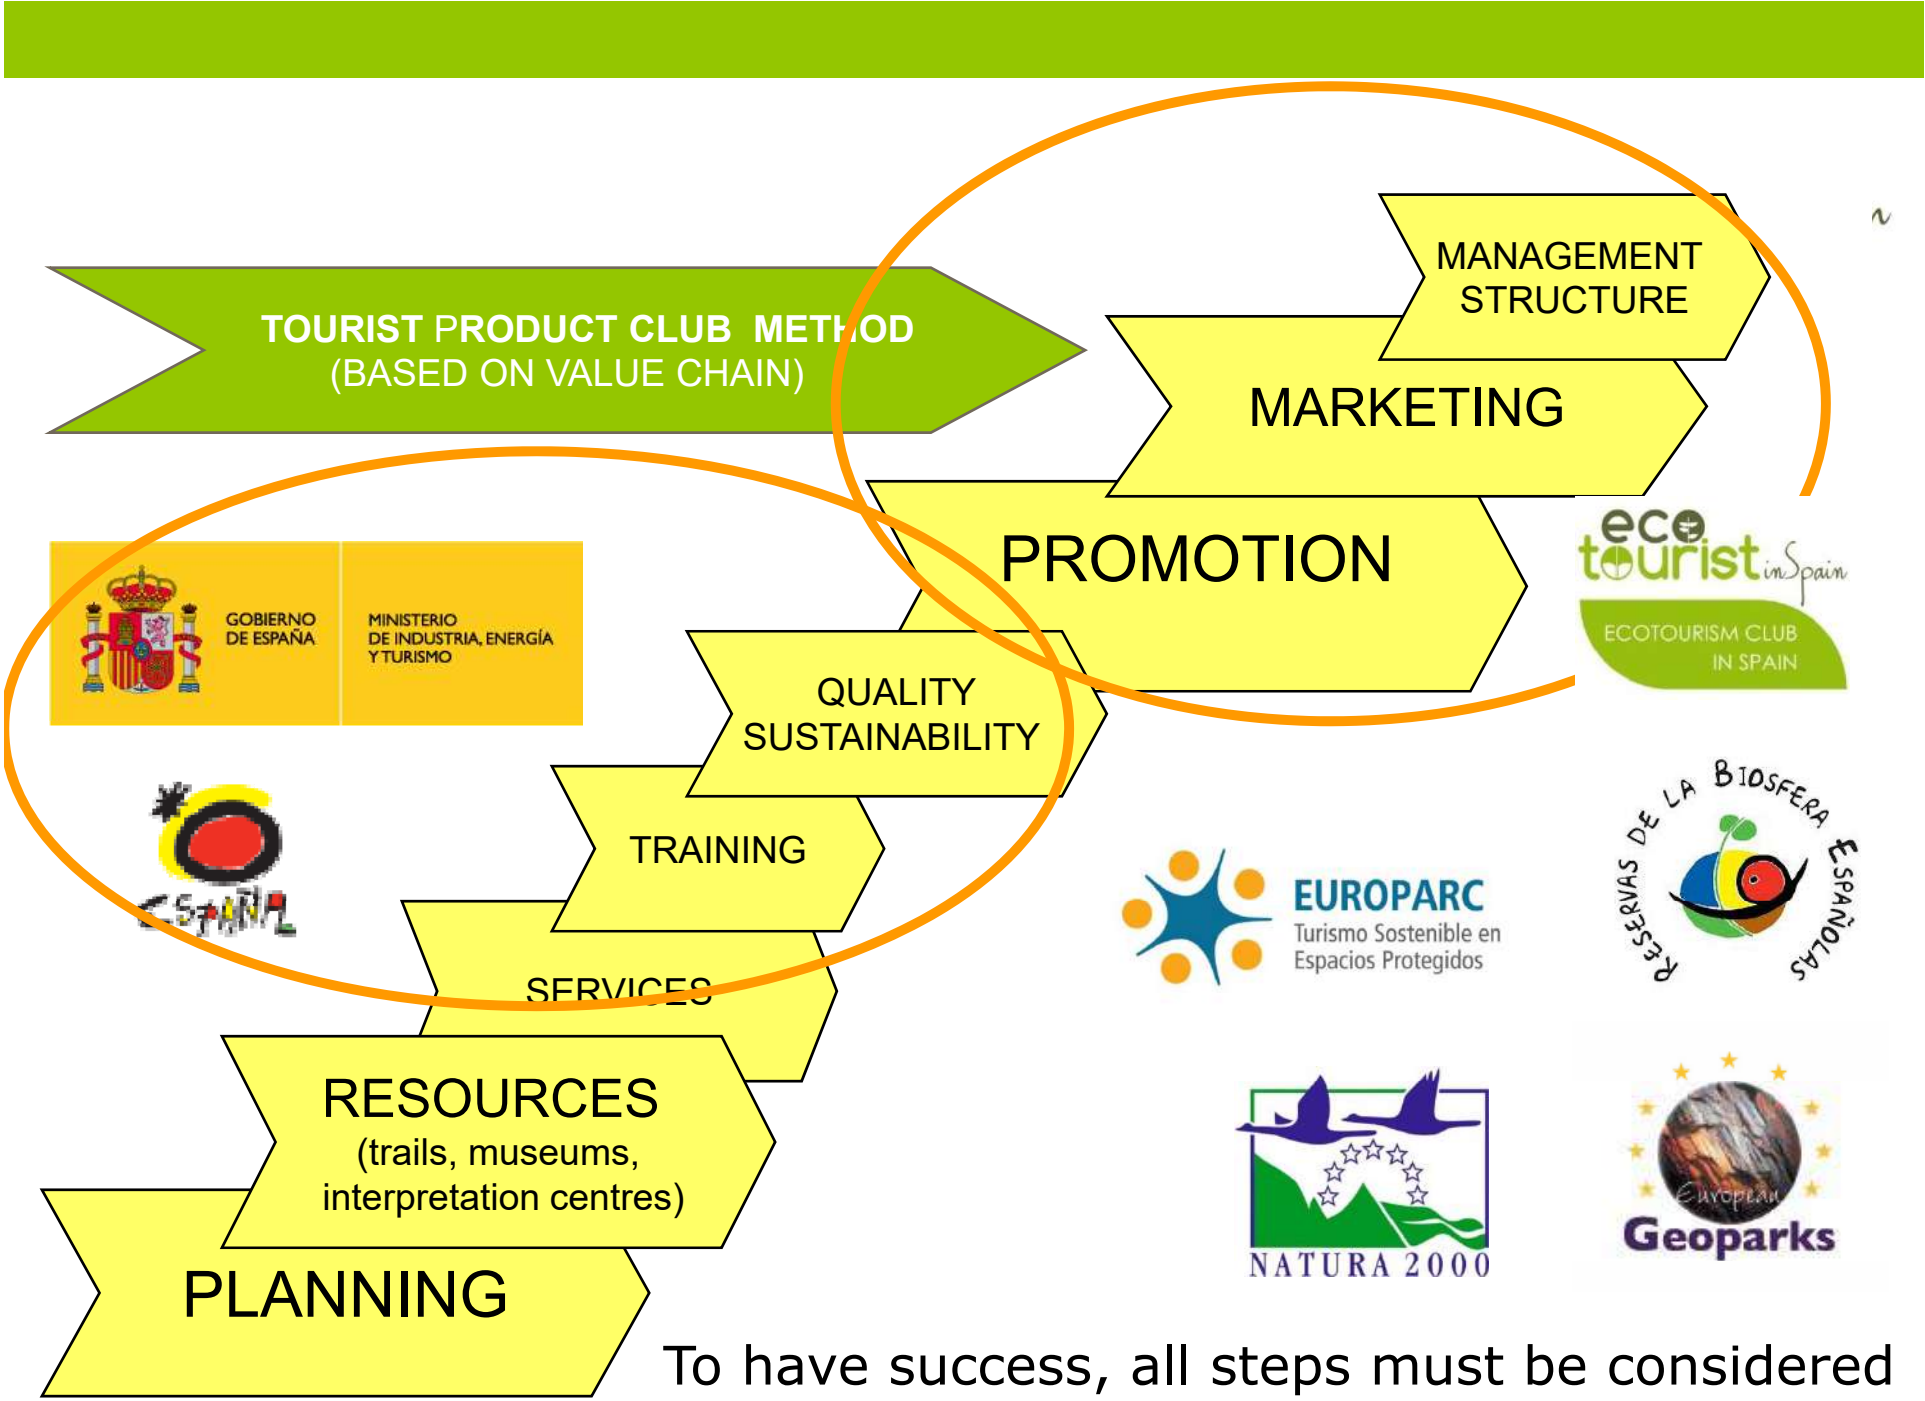 MANAGEMENT
STRUCTURE
TOURIST PRODUCT CLUB METHOD
(BASED ON VALUE CHAIN)
MARKETING
PROMOTION
eco
tourist in Spain
ECOTOURISM CLUB
IN SPAIN
GOBIERNO
DE ESPAÑA
MINISTERIO
DE INDUSTRIA, ENERGÍA
Y TURISMO
QUALITY
SUSTAINABILITY
TRAINING
ESPAÑA
SERVICES
EUROPARC
Turismo Sostenible en
Espacios Protegidos
RESERVAS DE LA BIOSFERA ESPAÑOLAS
RESOURCES
(trails, museums,
interpretation centres)
NATURA 2000
European
Geoparks
PLANNING
To have success, all steps must be considered